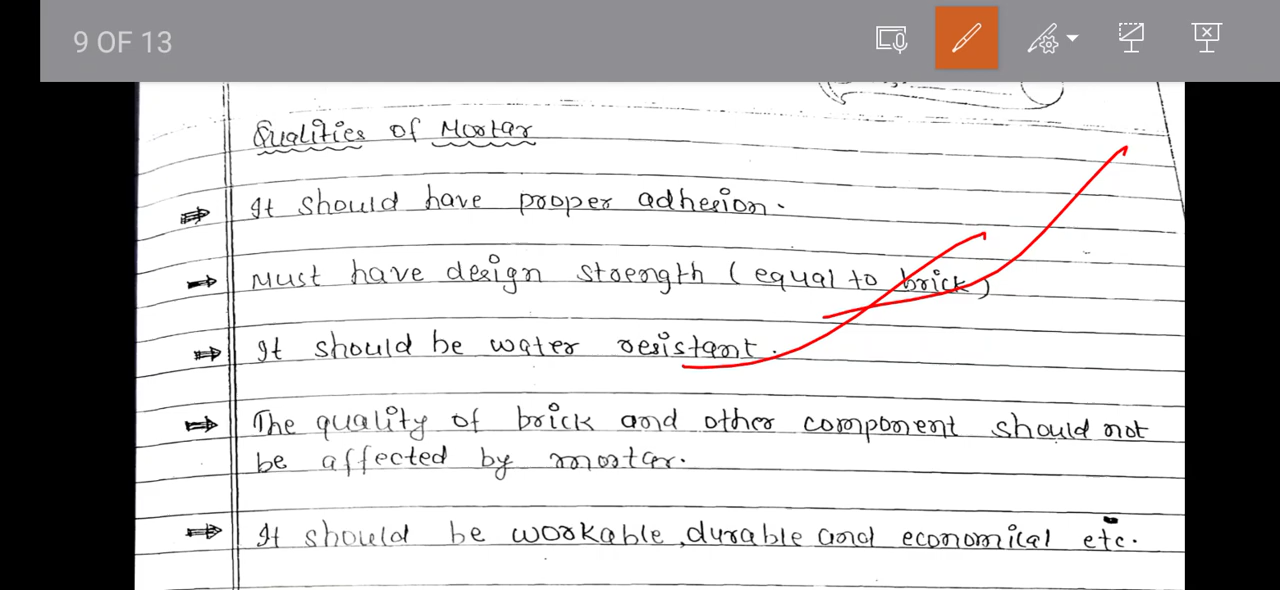 9 OF 13
Qualities of Mortar
It should have proper adhesion.
Must have design strength (equal to brick)
It should be water resistant.
The quality of brick and other component should not
be affected by mortar.
It should be workable, durable and economical etc.